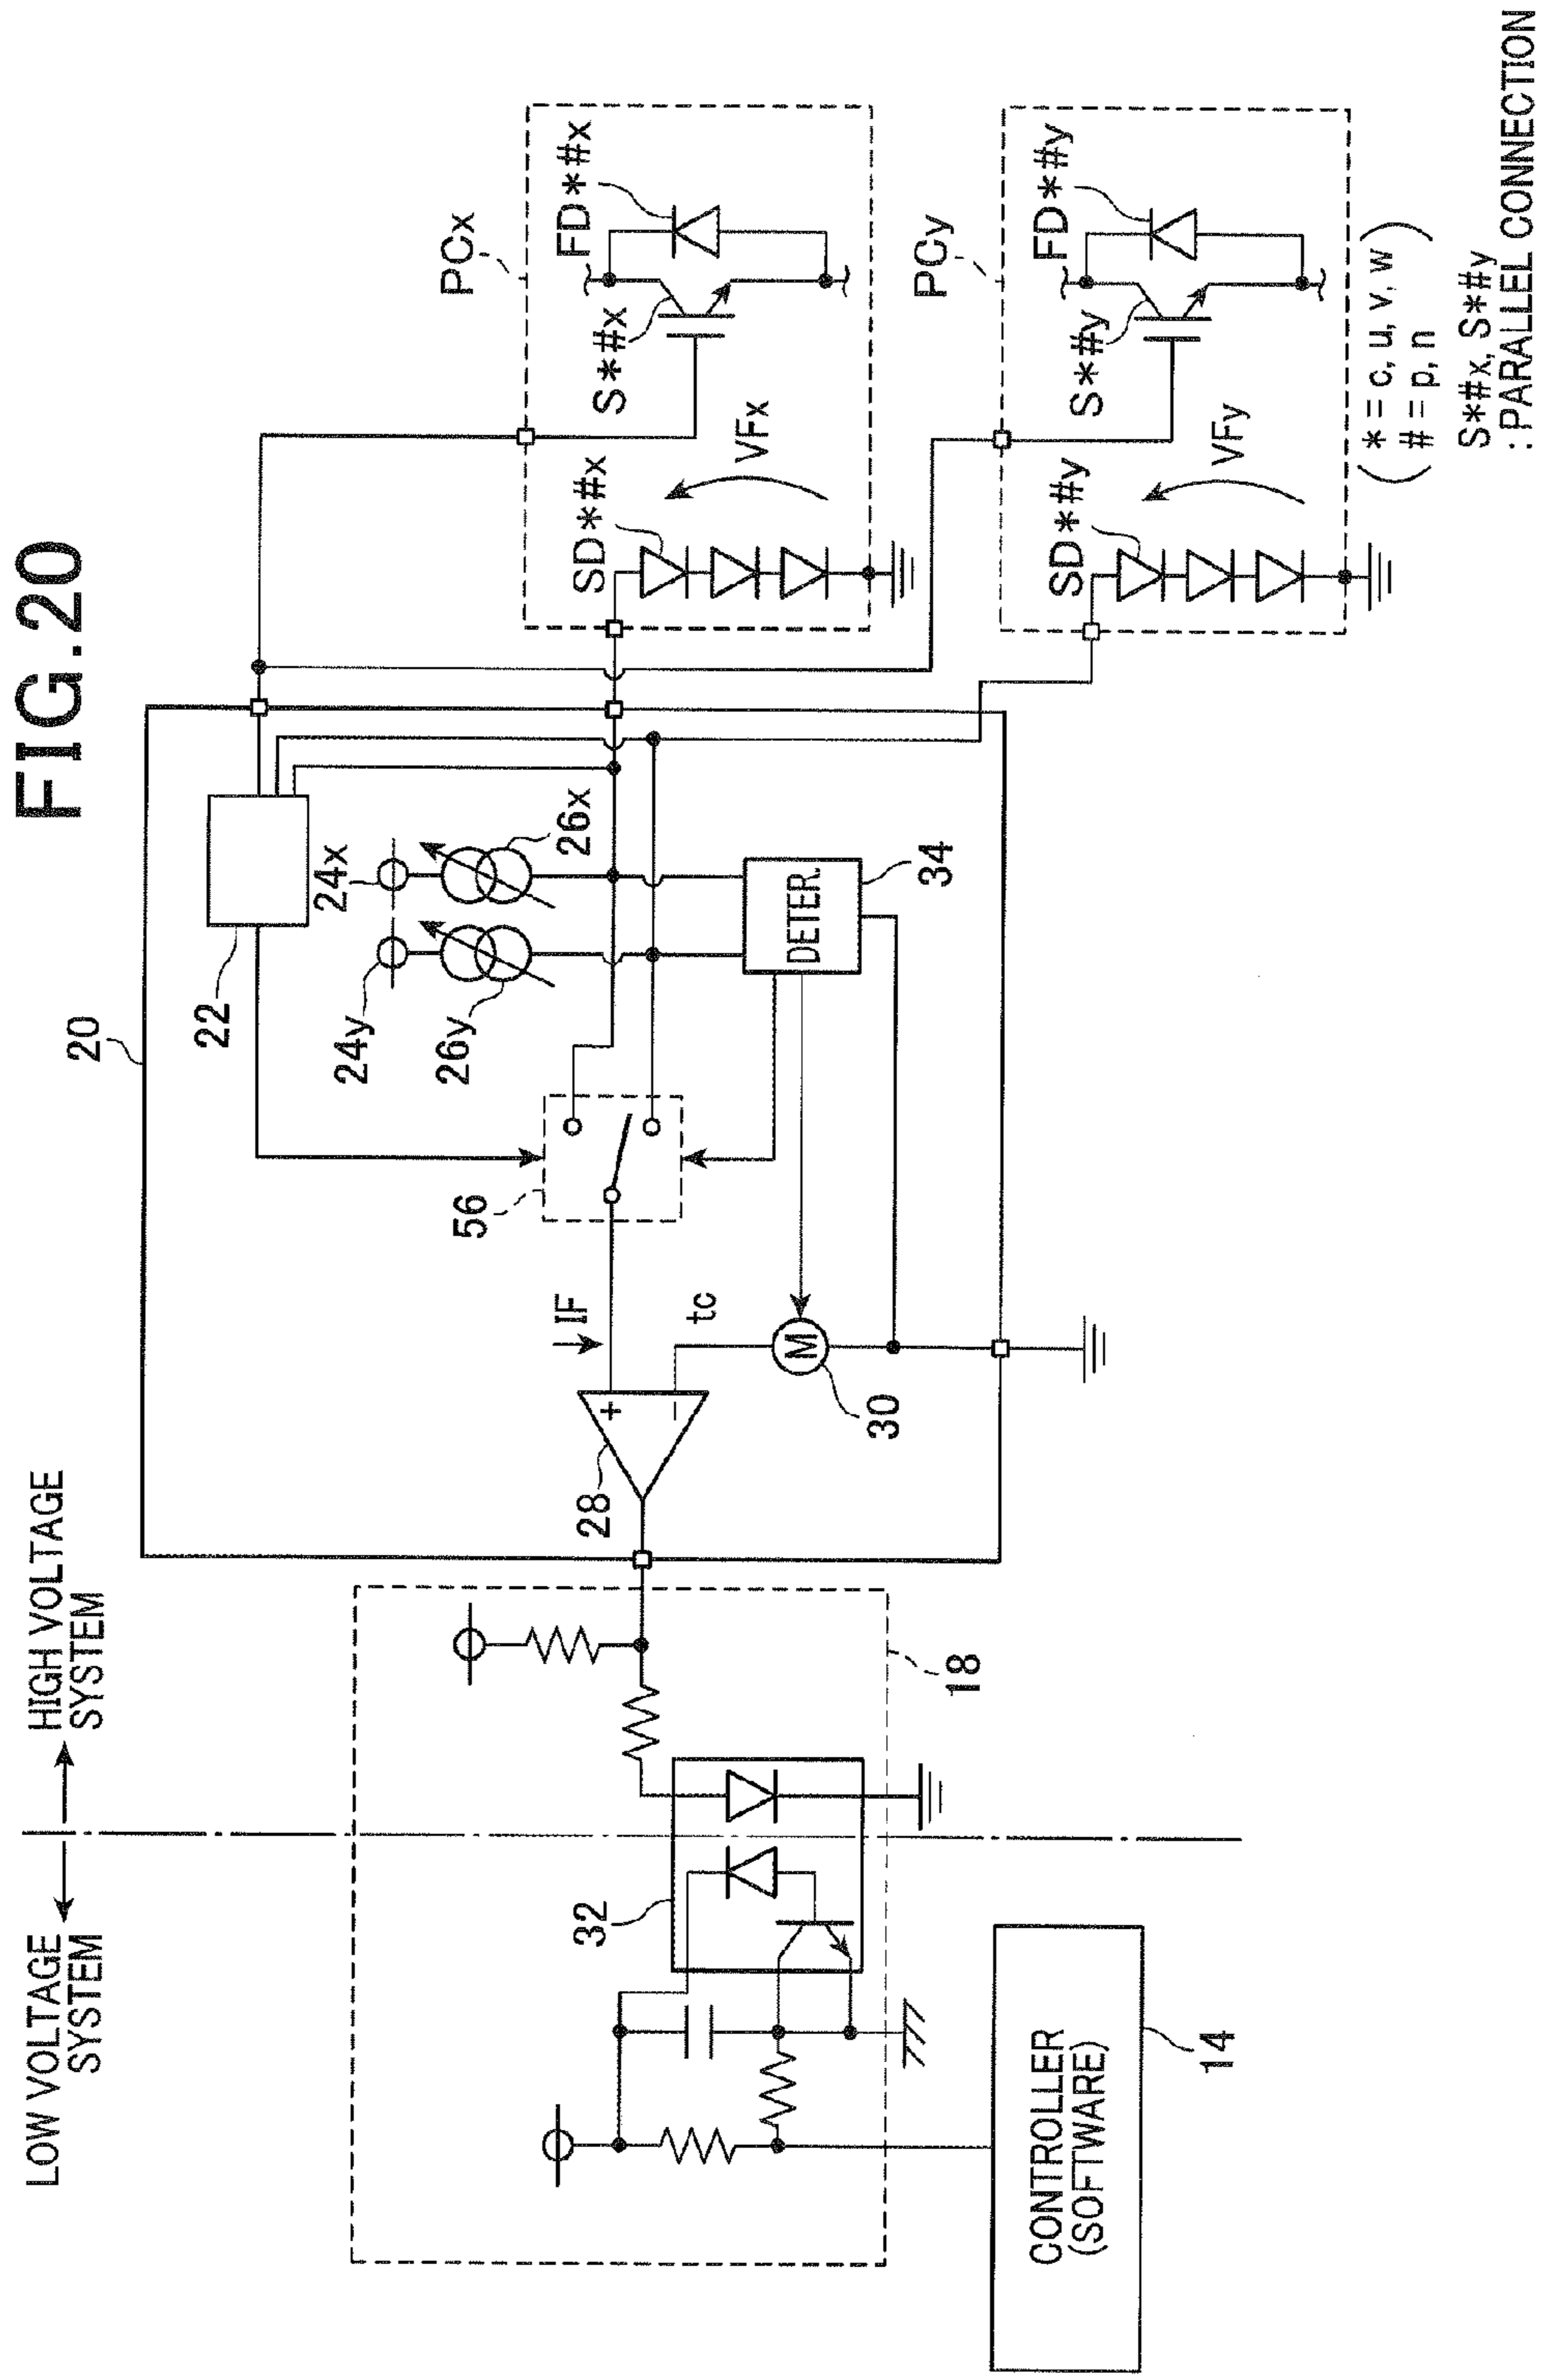 FIG.20
LOW VOLTAGE
SYSTEM
HIGH VOLTAGE
SYSTEM
20
22
24y
24x
26y
26x
56
28
IF
+
−
tc
M
30
DETER.
34
18
32
CONTROLLER
(SOFTWARE)
14
PCx
SD*#x
VFx
S*#x
FD*#x
PCy
SD*#y
VFy
S*#y
FD*#y
(*=c, u, v, w)
#=p, n
S*#x, S*#y
:PARALLEL CONNECTION